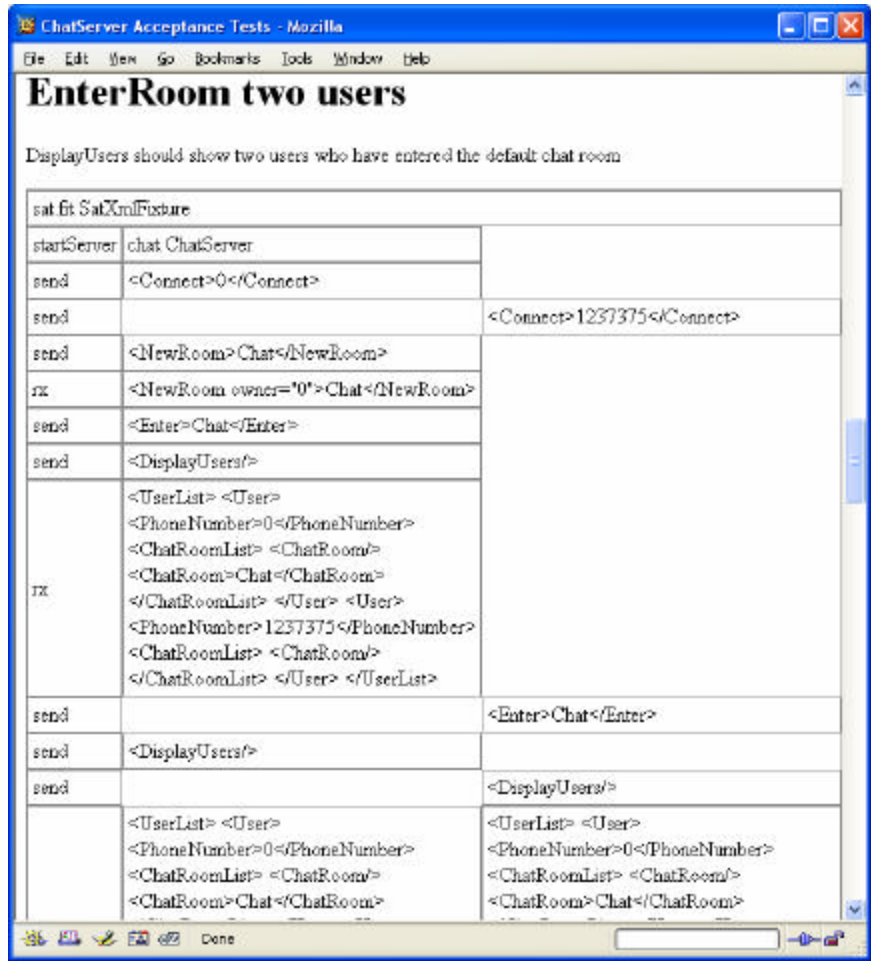 ChatServer Acceptance Tests - Mozilla
File Edit View Go Bookmarks Tools Window Help
EnterRoom two users
DisplayUsers should show two users who have entered the default chat room
sat.fit SatXmlFixture
startServer chat ChatServer
send <Connect>0</Connect>
send <Connect>1237375</Connect>
send <NewRoom>Chat</NewRoom>
rx <NewRoom owner="0">Chat</NewRoom>
send <Enter>Chat</Enter>
send <DisplayUsers/>
<UserList> <User>
<PhoneNumber>0</PhoneNumber>
<ChatRoomList> <ChatRoom/>
<ChatRoom>Chat</ChatRoom>
rx
</ChatRoomList> </User> <User>
<PhoneNumber>1237375</PhoneNumber>
<ChatRoomList> <ChatRoom/>
</ChatRoomList> </User> </UserList>
send <Enter>Chat</Enter>
send <DisplayUsers/>
send <DisplayUsers/>
<UserList> <User> <UserList> <User>
<PhoneNumber>0</PhoneNumber> <PhoneNumber>0</PhoneNumber>
<ChatRoomList> <ChatRoom/> <ChatRoomList> <ChatRoom/>
<ChatRoom>Chat</ChatRoom> <ChatRoom>Chat</ChatRoom>
Done